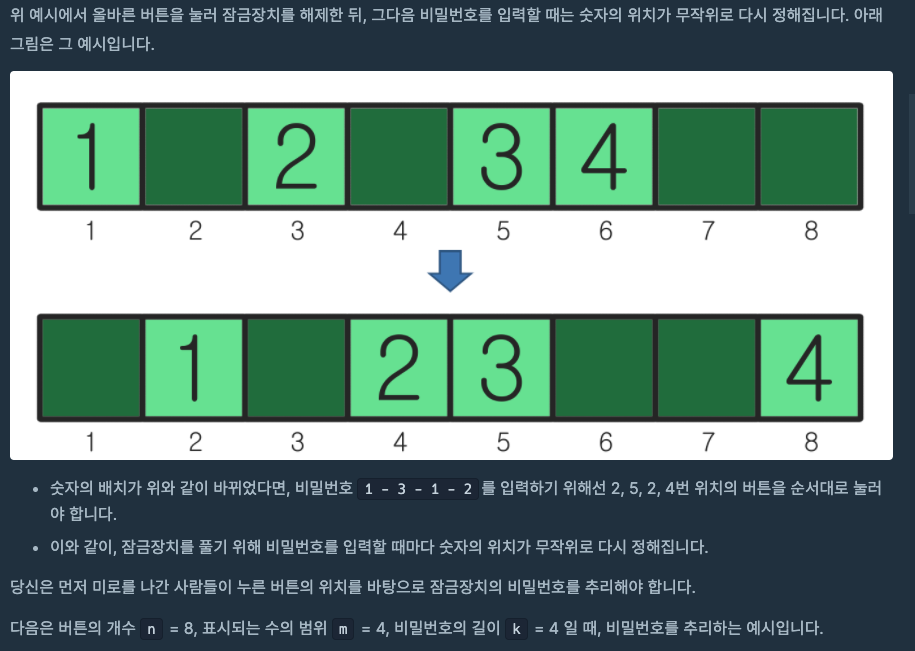 위 예시에서 올바른 버튼을 눌러 잠금장치를 해제한 뒤, 그다음 비밀번호를 입력할 때는 숫자의 위치가 무작위로 다시 정해집니다. 아래
그림은 그 예시입니다.
1 2 3 4
1 2 3 4 5 6 7 8
1 2 3 4
1 2 3 4 5 6 7 8
• 숫자의 배치가 위와 같이 바뀌었다면, 비밀번호 1 - 3 - 1 - 2 를 입력하기 위해선 2, 5, 2, 4번 위치의 버튼을 순서대로 눌러
야 합니다.
• 이와 같이, 잠금장치를 풀기 위해 비밀번호를 입력할 때마다 숫자의 위치가 무작위로 다시 정해집니다.
당신은 먼저 미로를 나간 사람들이 누른 버튼의 위치를 바탕으로 잠금장치의 비밀번호를 추리해야 합니다.
다음은 버튼의 개수 n = 8, 표시되는 수의 범위 m = 4, 비밀번호의 길이 k = 4 일 때, 비밀번호를 추리하는 예시입니다.